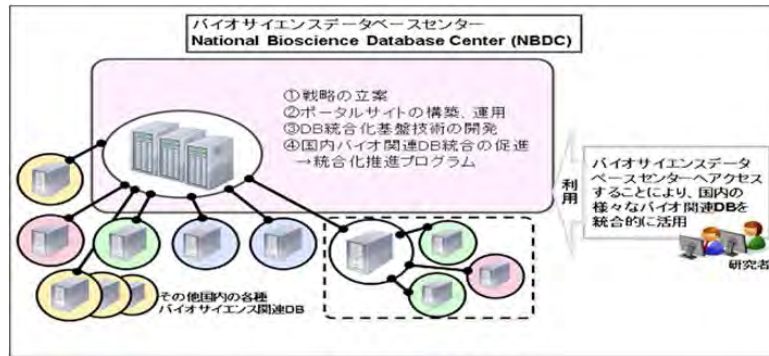 バイオサイエンスデータベースセンター
National Bioscience Database Center (NBDC)
①戦略の立案
②ポータルサイトの構築、運用
③DB統合化基盤技術の開発
④国内バイオ関連DB統合の促進
→統合化推進プログラム
利用
バイオサイエンスデータ
ベースセンターへアクセス
することにより、国内の
様々なバイオ関連DBを
統合的に活用
研究者
その他国内の各種
バイオサイエンス関連DB